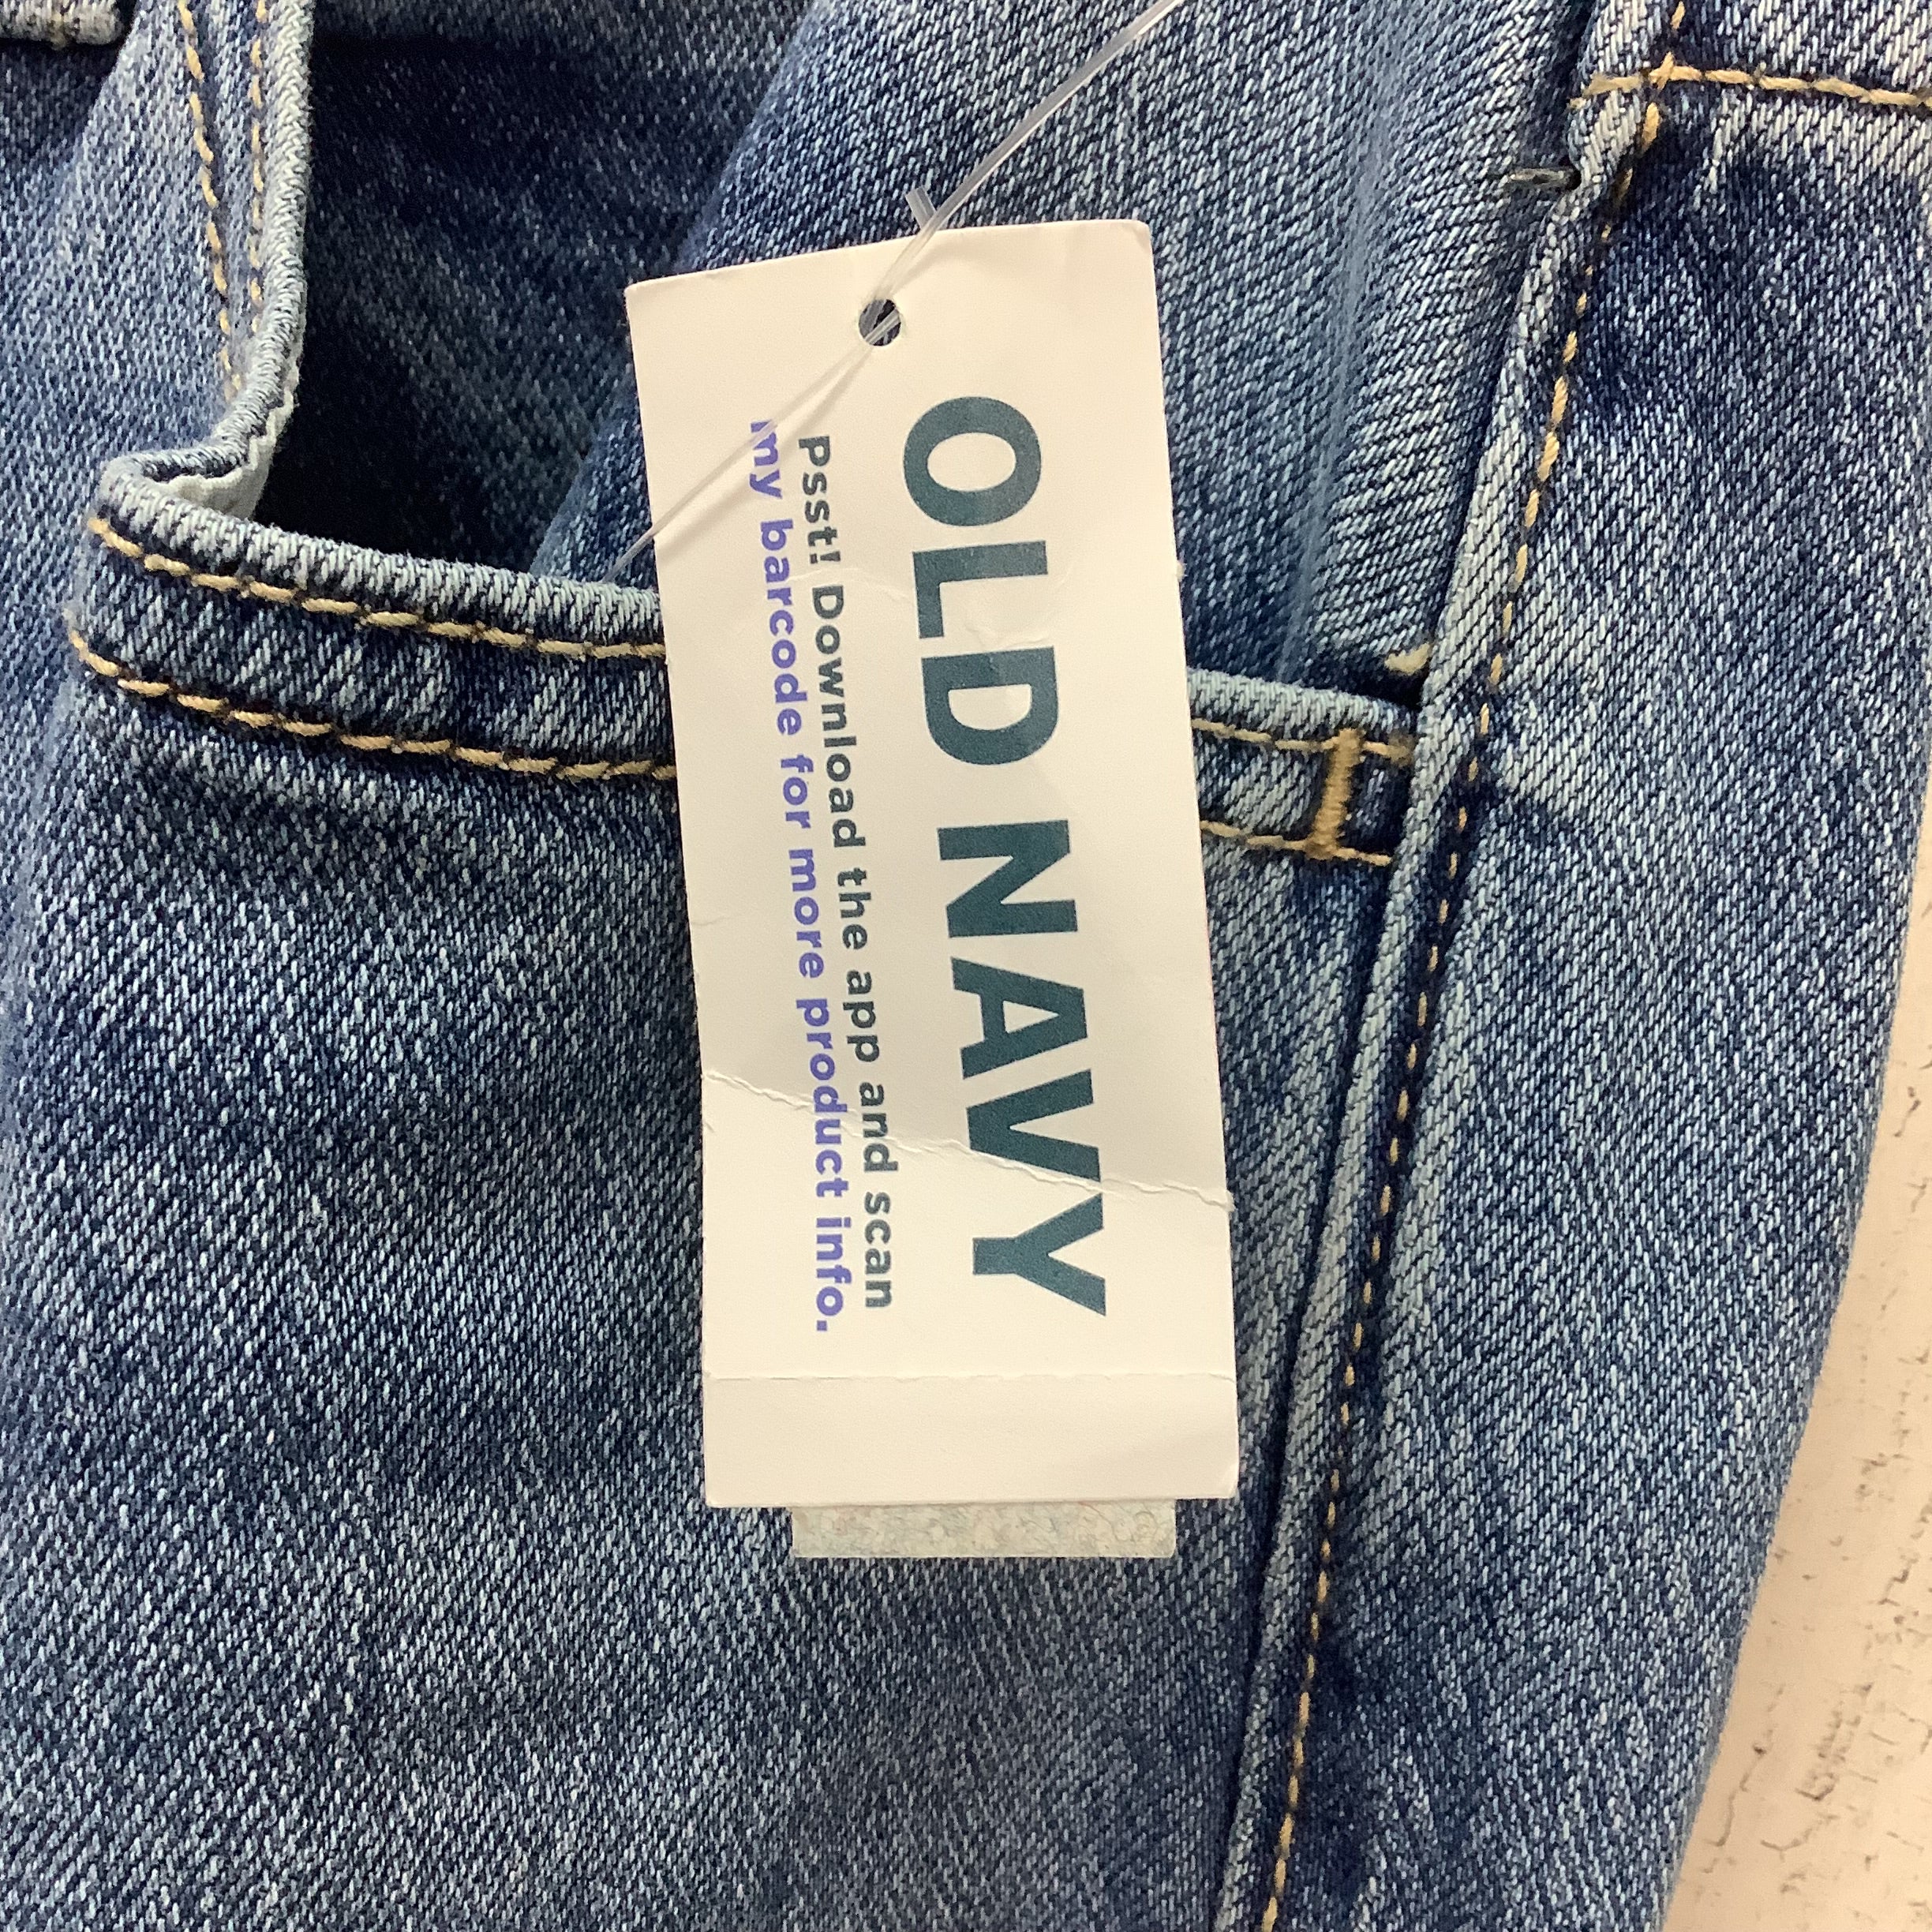 OLD NAVY
Psst! Download the app and scan
my barcode for more product info.